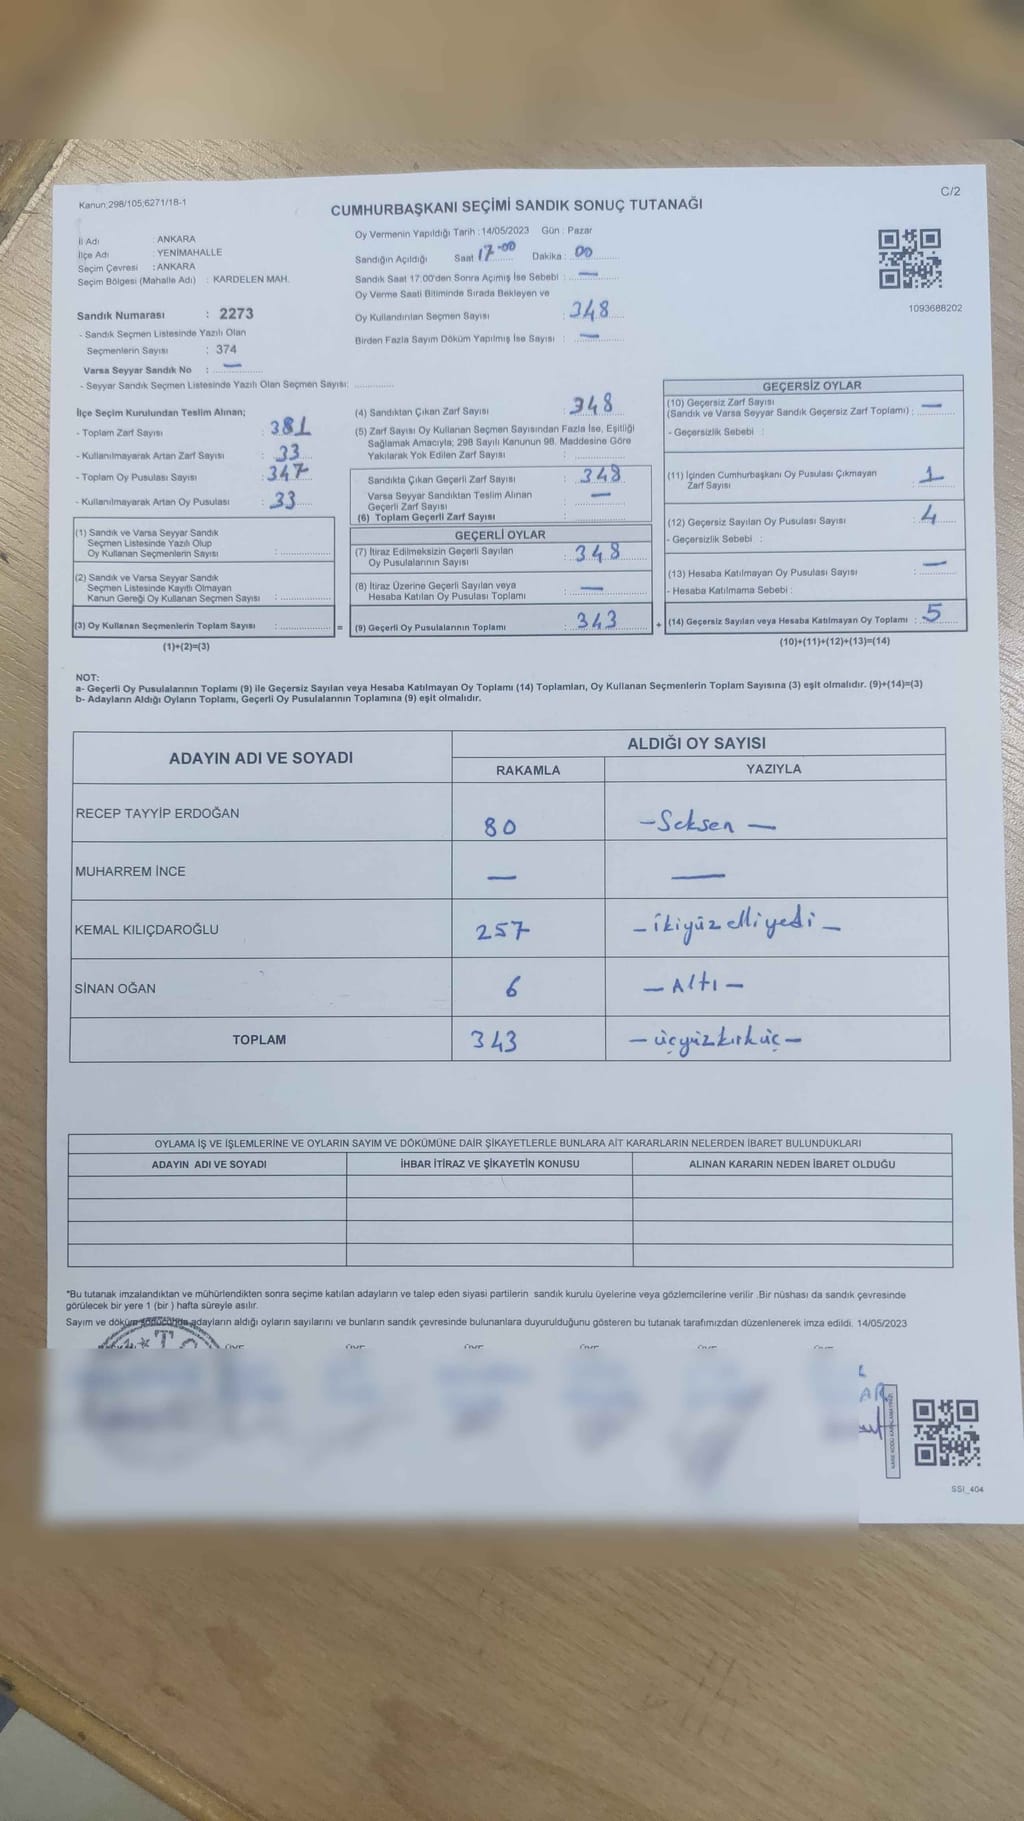 Kanun:298/105;6271/18-1
C/2
CUMHURBAŞKANI SEÇİMİ SANDIK SONUÇ TUTANAĞI
İl Adı : ANKARA
İlçe Adı : YENİMAHALLE
Seçim Çevresi : ANKARA
Seçim Bölgesi (Mahalle Adı) : KARDELEN MAH.
Sandık Numarası : 2273
- Sandık Seçmen Listesinde Yazılı Olan
Seçmenlerin Sayısı : 374
Varsa Seyyar Sandık No : —
- Seyyar Sandık Seçmen Listesinde Yazılı Olan Seçmen Sayısı: ..............
Oy Vermenin Yapıldığı Tarih : 14/05/2023 Gün : Pazar
Sandığın Açıldığı Saat 17.00 Dakika : 00
Sandık Saat 17:00'den Sonra Açımış İse Sebebi : —
Oy Verme Saati Bitiminde Sırada Bekleyen ve
Oy Kullandırılan Seçmen Sayısı : 348
Birden Fazla Sayım Döküm Yapılmış İse Sayısı : —
1093688202
İlçe Seçim Kurulundan Teslim Alınan;
- Toplam Zarf Sayısı : 381
- Kullanılmayarak Artan Zarf Sayısı : 33
- Toplam Oy Pusulası Sayısı : 347
- Kullanılmayarak Artan Oy Pusulası : 33
(1) Sandık ve Varsa Seyyar Sandık
Seçmen Listesinde Yazılı Olup
Oy Kullanan Seçmenlerin Sayısı : ..............
(2) Sandık ve Varsa Seyyar Sandık
Seçmen Listesinde Kayıtlı Olmayan
Kanun Gereği Oy Kullanan Seçmen Sayısı : ..............
(3) Oy Kullanan Seçmenlerin Toplam Sayısı : ..............
(1)+(2)=(3)
=
(4) Sandıktan Çıkan Zarf Sayısı : 348
(5) Zarf Sayısı Oy Kullanan Seçmen Sayısından Fazla İse, Eşitliği
Sağlamak Amacıyla; 298 Sayılı Kanunun 98. Maddesine Göre
Yakılarak Yok Edilen Zarf Sayısı : ..............
Sandıkta Çıkan Geçerli Zarf Sayısı : 348
Varsa Seyyar Sandıktan Teslim Alınan
Geçerli Zarf Sayısı : —
(6) Toplam Geçerli Zarf Sayısı : ..............
GEÇERLİ OYLAR
(7) İtiraz Edilmeksizin Geçerli Sayılan
Oy Pusulalarının Sayısı : 348
(8) İtiraz Üzerine Geçerli Sayılan veya
Hesaba Katılan Oy Pusulası Toplamı : —
(9) Geçerli Oy Pusulalarının Toplamı : 343
+
GEÇERSİZ OYLAR
(10) Geçersiz Zarf Sayısı
(Sandık ve Varsa Seyyar Sandık Geçersiz Zarf Toplamı) : —
- Geçersizlik Sebebi :
(11) İçinden Cumhurbaşkanı Oy Pusulası Çıkmayan
Zarf Sayısı : 1
(12) Geçersiz Sayılan Oy Pusulası Sayısı : 4
- Geçersizlik Sebebi :
(13) Hesaba Katılmayan Oy Pusulası Sayısı : —
- Hesaba Katılmama Sebebi :
(14) Geçersiz Sayılan veya Hesaba Katılmayan Oy Toplamı : 5
(10)+(11)+(12)+(13)=(14)
NOT:
a- Geçerli Oy Pusulalarının Toplamı (9) ile Geçersiz Sayılan veya Hesaba Katılmayan Oy Toplamı (14) Toplamları, Oy Kullanan Seçmenlerin Toplam Sayısına (3) eşit olmalıdır. (9)+(14)=(3)
b- Adayların Aldığı Oyların Toplamı, Geçerli Oy Pusulalarının Toplamına (9) eşit olmalıdır.
ADAYIN ADI VE SOYADI
ALDIĞI OY SAYISI
RAKAMLA YAZIYLA
RECEP TAYYİP ERDOĞAN 80 — Seksen —
MUHARREM İNCE — —
KEMAL KILIÇDAROĞLU 257 — ikiyüzelliyedi —
SİNAN OĞAN 6 — Altı —
TOPLAM 343 — üçyüzkırküç —
OYLAMA İŞ VE İŞLEMLERİNE VE OYLARIN SAYIM VE DÖKÜMÜNE DAİR ŞİKAYETLERLE BUNLARA AİT KARARLARIN NELERDEN İBARET BULUNDUKLARI
ADAYIN ADI VE SOYADI İHBAR İTİRAZ VE ŞİKAYETİN KONUSU ALINAN KARARIN NEDEN İBARET OLDUĞU
"Bu tutanak imzalandıktan ve mühürlendikten sonra seçime katılan adayların ve talep eden siyasi partilerin sandık kurulu üyelerine veya gözlemcilerine verilir .Bir nüshası da sandık çevresinde
görülecek bir yere 1 (bir ) hafta süreyle asılır.
Sayım ve döküm sonucunda adayların aldığı oyların sayılarını ve bunların sandık çevresinde bulunanlara duyurulduğunu gösteren bu tutanak tarafımızdan düzenlenerek imza edildi. 14/05/2023
SSI_404